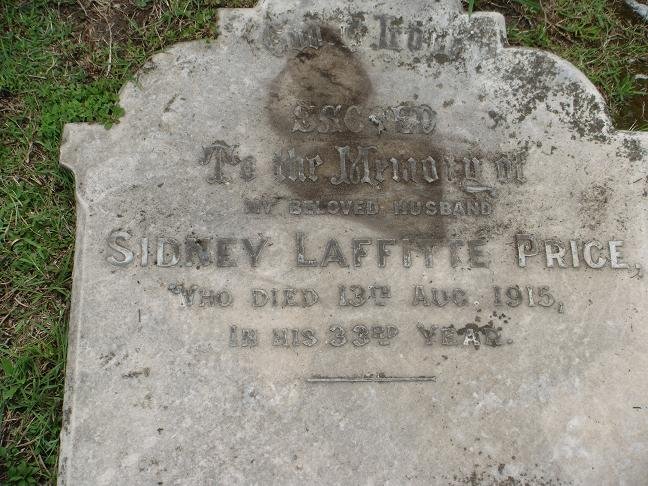 SACRED
To the Memory of
MY BELOVED HUSBAND
SIDNEY LAFFITTE PRICE,
WHO DIED 13TH AUG. 1915,
IN HIS 33RD YEAR.